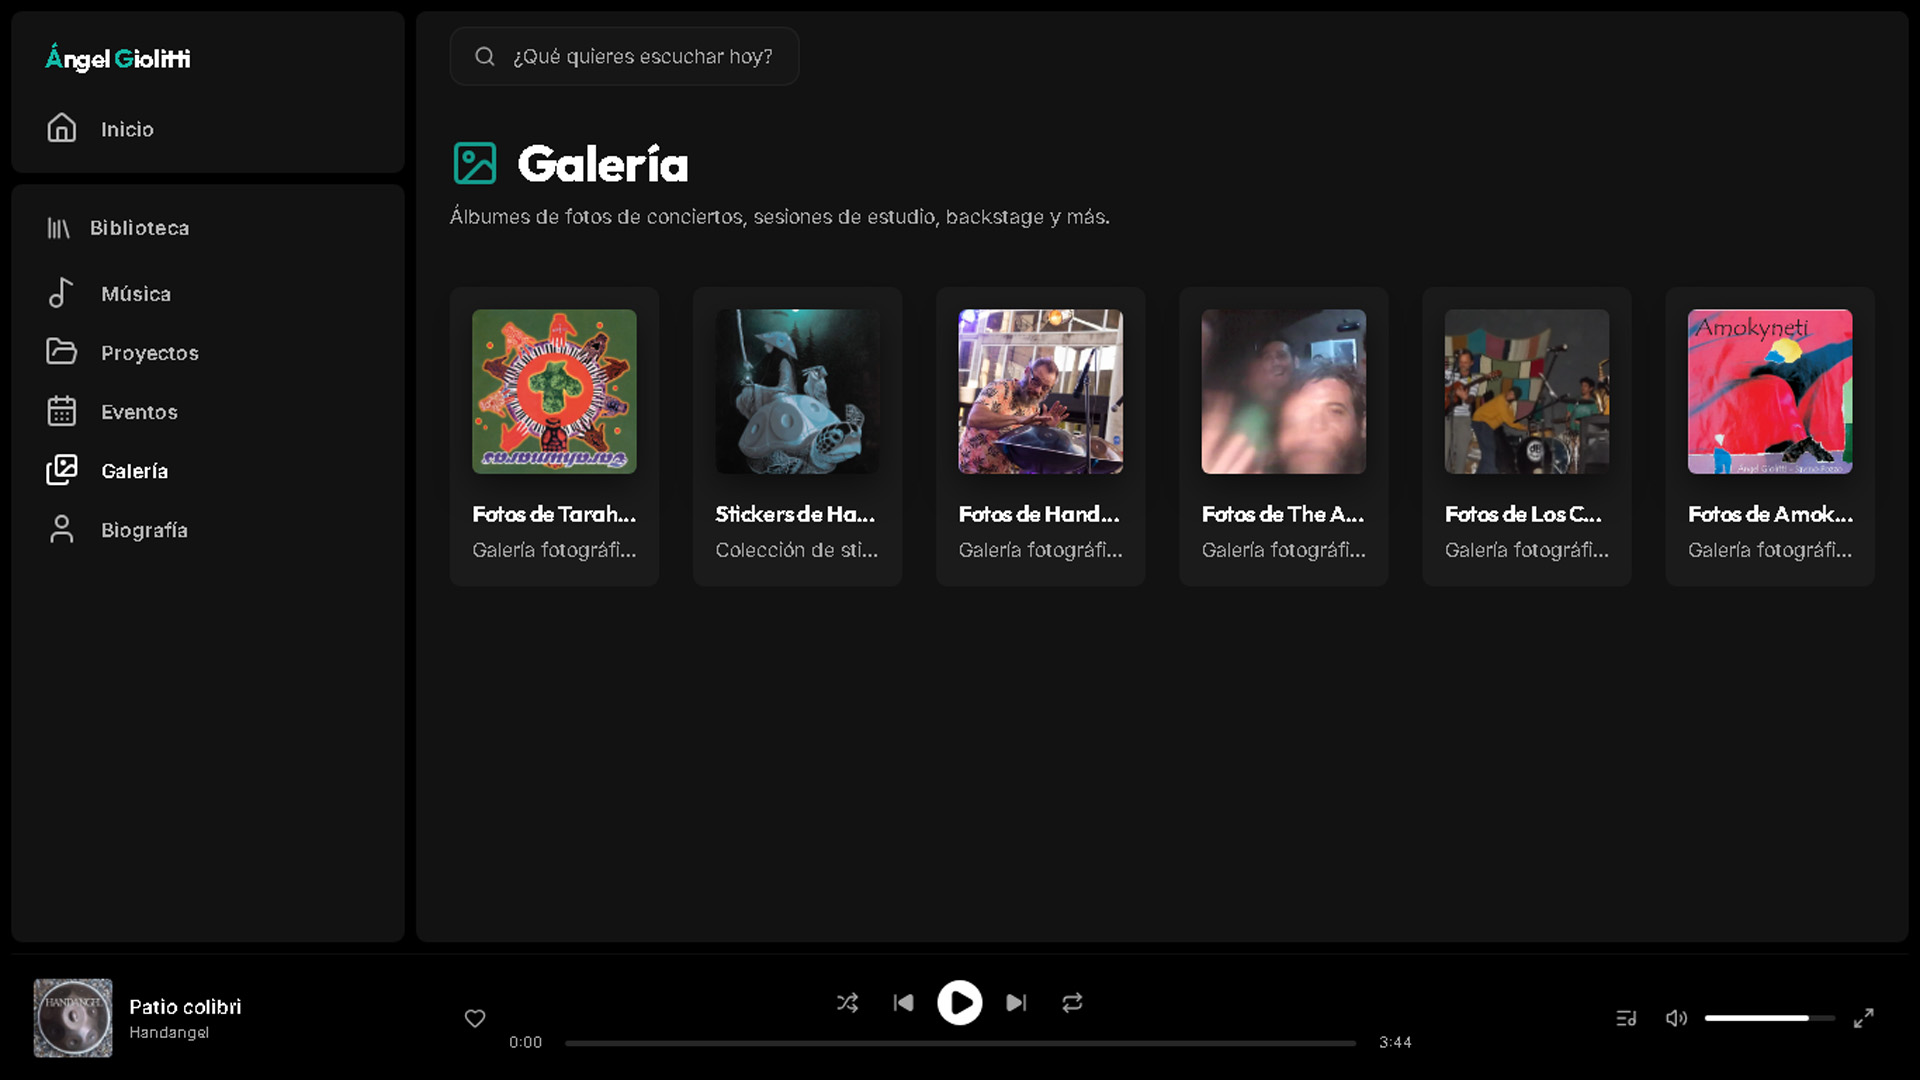 Ángel Giolitti
Inicio
Biblioteca
Música
Proyectos
Eventos
Galería
Biografía
¿Qué quieres escuchar hoy?
Galería
Álbumes de fotos de conciertos, sesiones de estudio, backstage y más.
Amokyneti
Fotos de Tarah...
Galería fotográfi...
Stickers de Ha...
Colección de sti...
Fotos de Hand...
Galería fotográfi...
Fotos de The A...
Galería fotográfi...
Fotos de Los C...
Galería fotográfi...
Fotos de Amok...
Galería fotográfi...
HANDANGEL
Patio colibri
Handangel
0:00
3:44